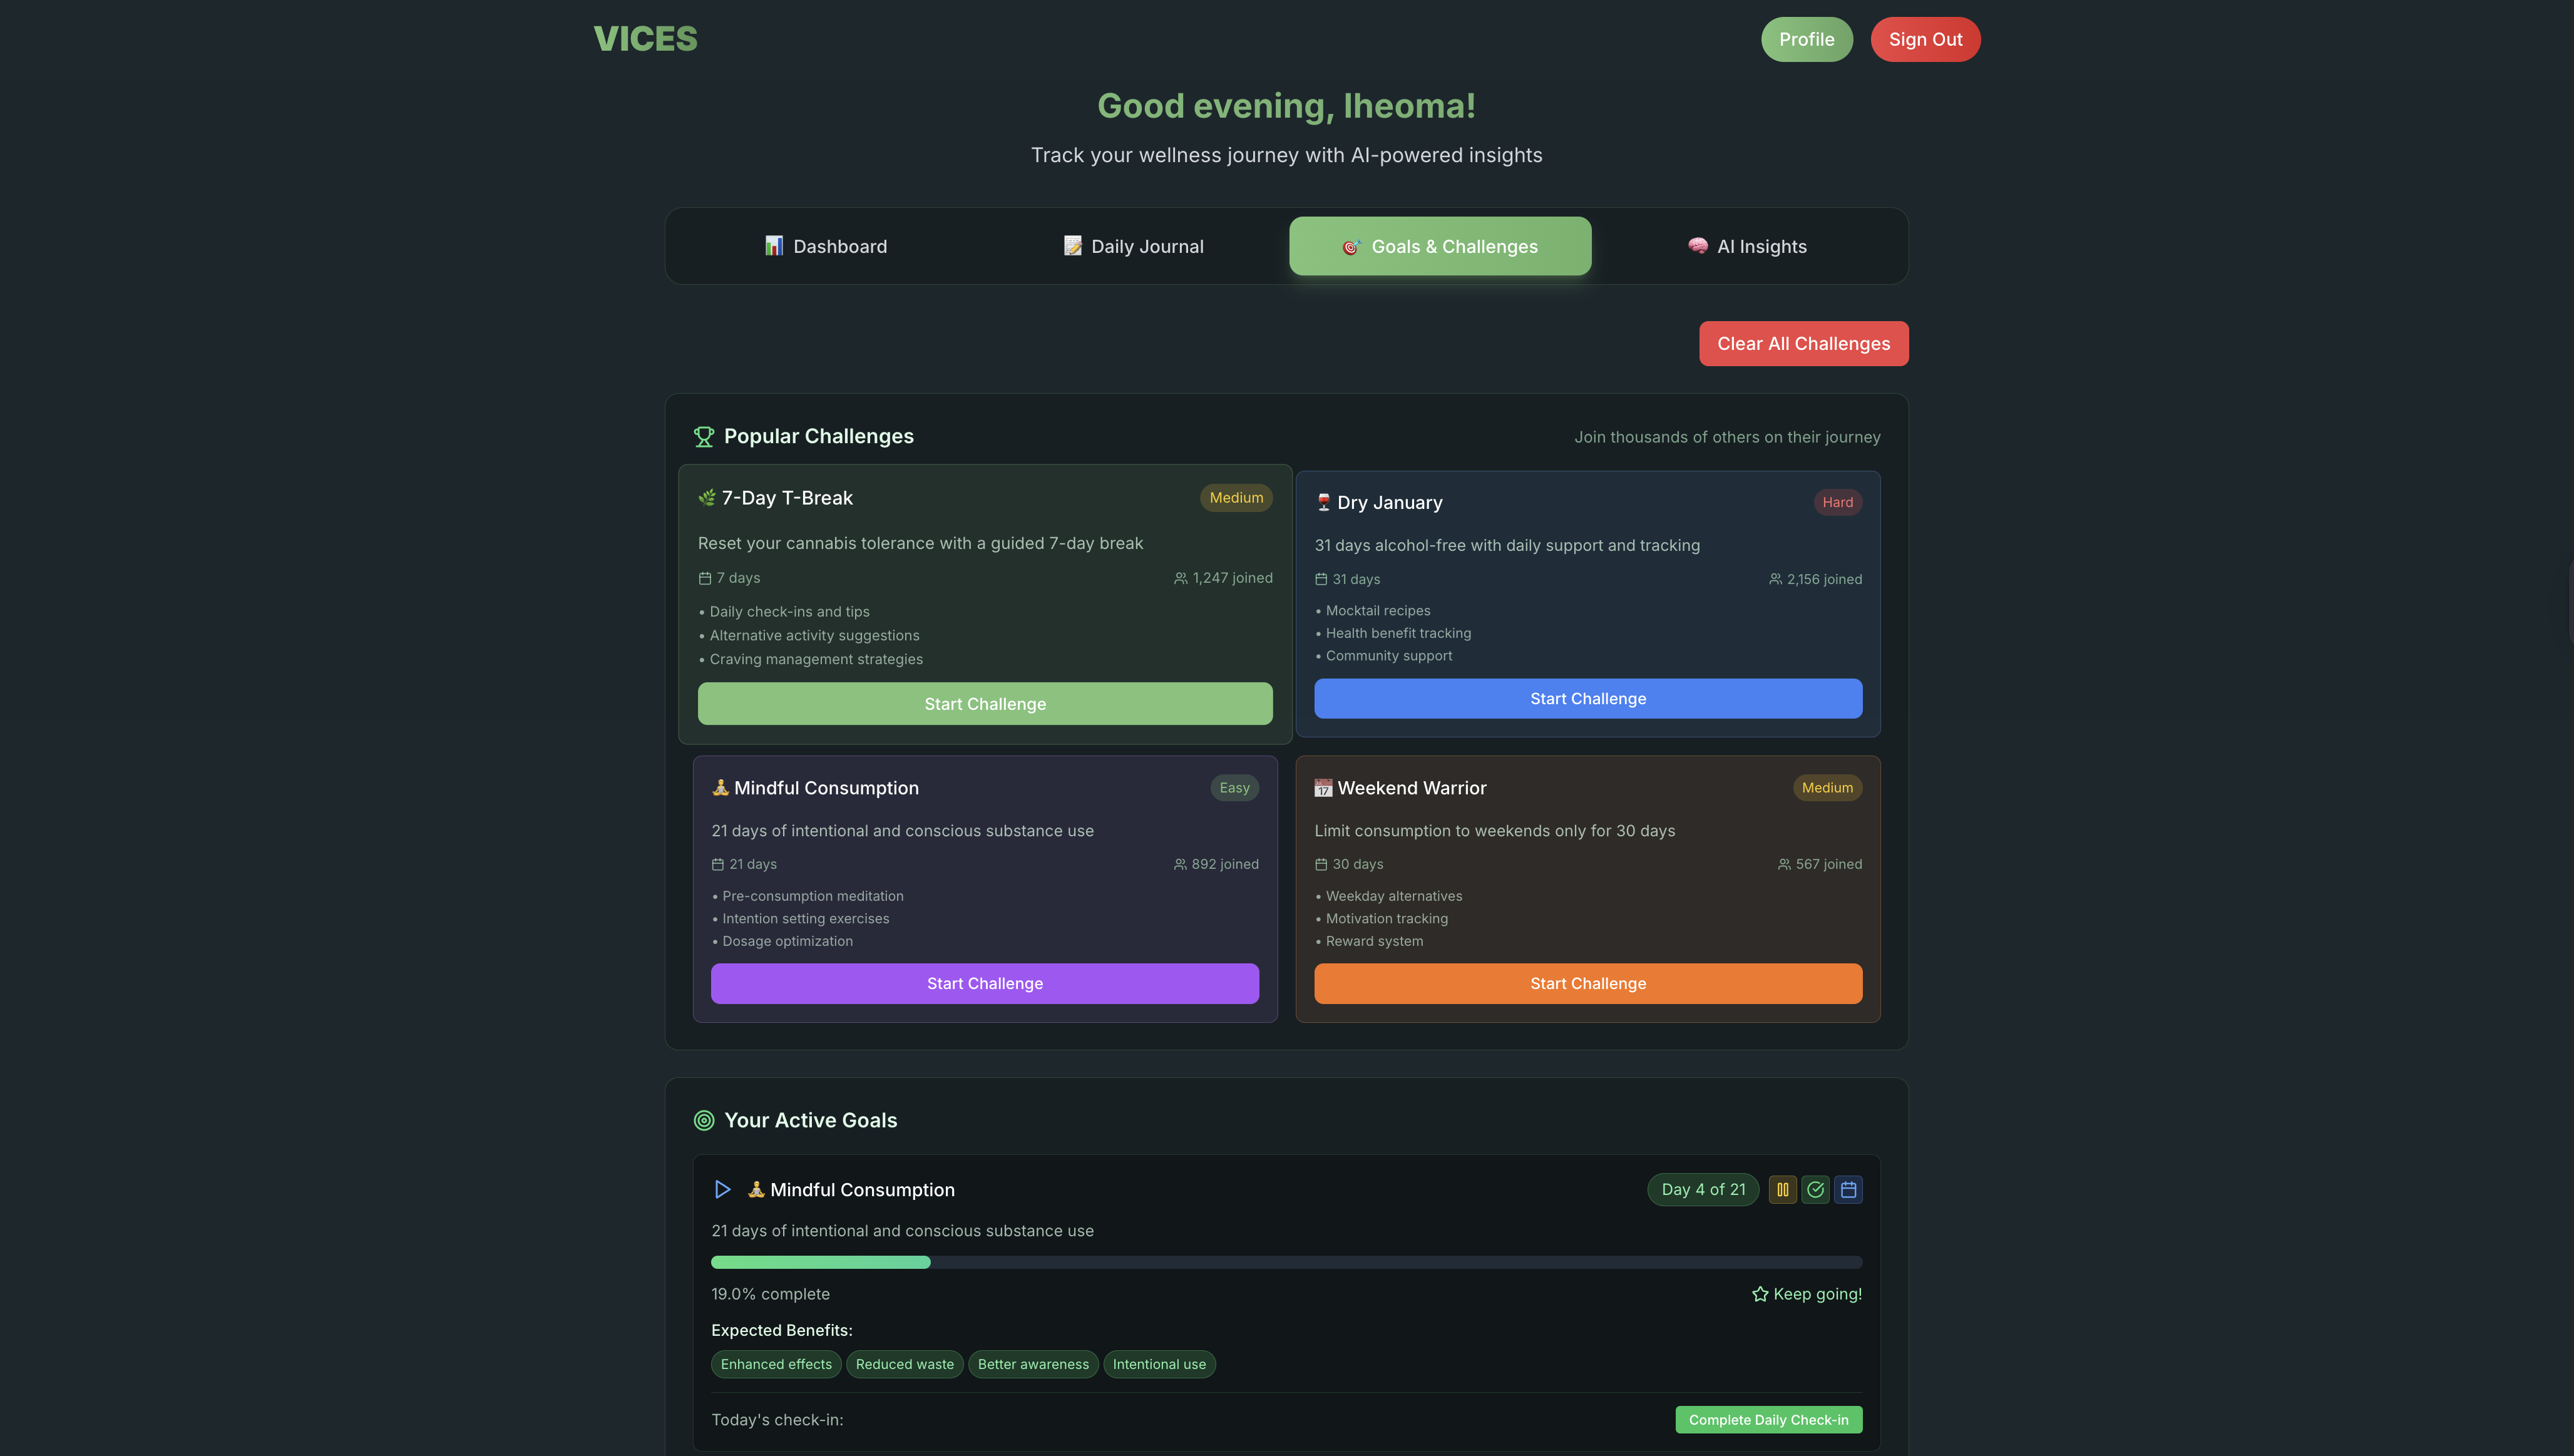 VICES
Profile
Sign Out
Good evening, Iheoma!
Track your wellness journey with AI-powered insights
Dashboard
Daily Journal
Goals & Challenges
AI Insights
Clear All Challenges
Popular Challenges
Join thousands of others on their journey
7-Day T-Break
Medium
Reset your cannabis tolerance with a guided 7-day break
7 days
1,247 joined
• Daily check-ins and tips
• Alternative activity suggestions
• Craving management strategies
Start Challenge
Dry January
Hard
31 days alcohol-free with daily support and tracking
31 days
2,156 joined
• Mocktail recipes
• Health benefit tracking
• Community support
Start Challenge
Mindful Consumption
Easy
21 days of intentional and conscious substance use
21 days
892 joined
• Pre-consumption meditation
• Intention setting exercises
• Dosage optimization
Start Challenge
Weekend Warrior
Medium
Limit consumption to weekends only for 30 days
30 days
567 joined
• Weekday alternatives
• Motivation tracking
• Reward system
Start Challenge
Your Active Goals
Mindful Consumption
Day 4 of 21
21 days of intentional and conscious substance use
19.0% complete
Keep going!
Expected Benefits:
Enhanced effects
Reduced waste
Better awareness
Intentional use
Today's check-in:
Complete Daily Check-in